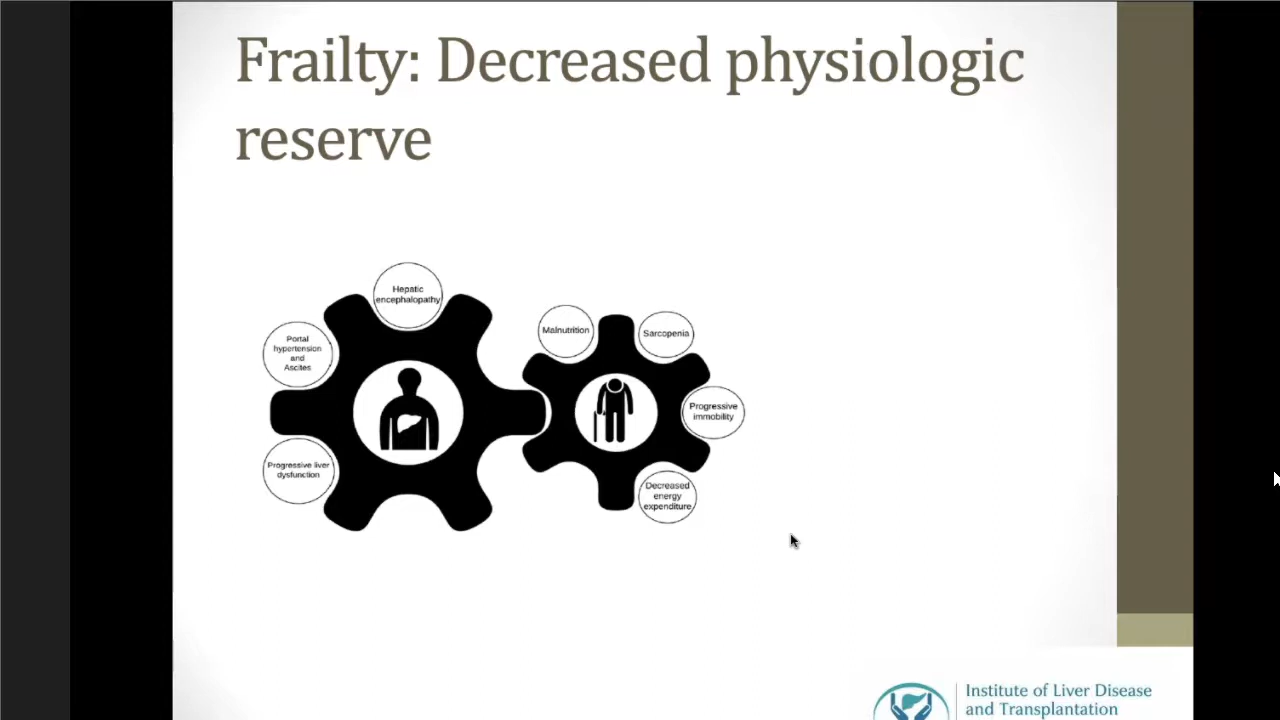 Frailty: Decreased physiologic
reserve
Hepatic
encephalopathy
Portal
hypertension
and
Ascites
Progressive liver
dysfunction
Malnutrition
Sarcopenia
Progressive
immobility
Decreased
energy
expenditure
Institute of Liver Disease
and Transplantation